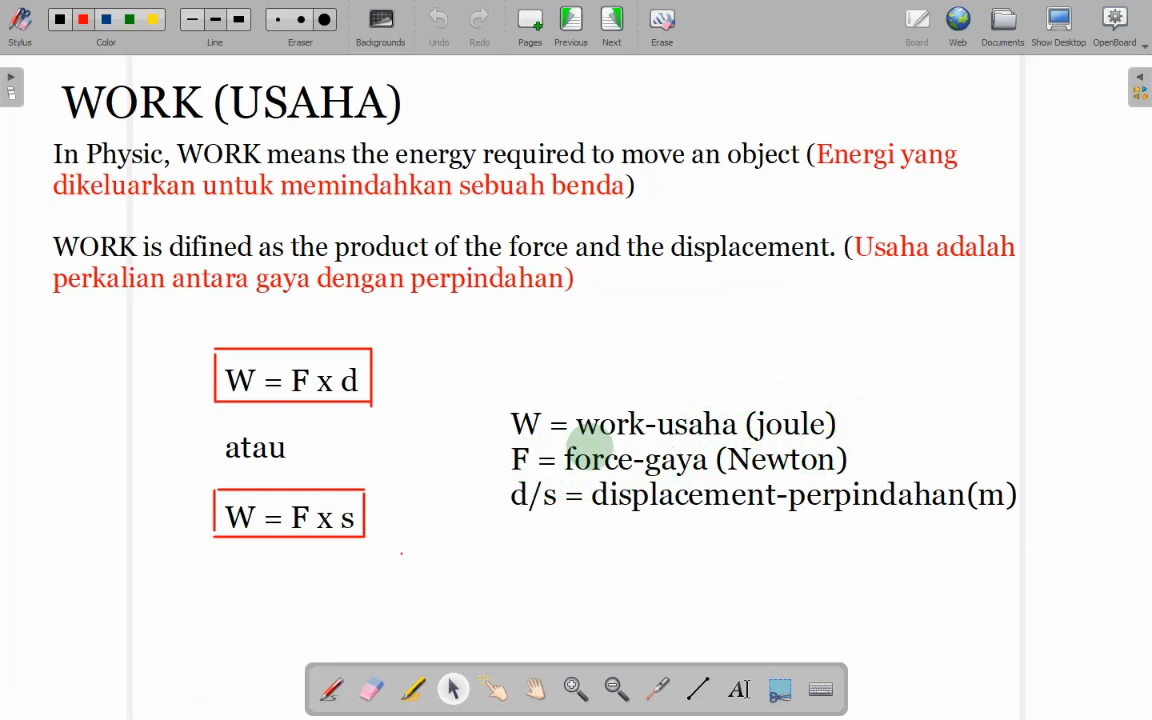 Stylus
Color
Line
Eraser
Backgrounds
Undo
Redo
Pages
Previous
Next
Erase
Board
Web
Documents
Show Desktop
OpenBoard
WORK (USAHA)
In Physic, WORK means the energy required to move an object (Energi yang
dikeluarkan untuk memindahkan sebuah benda)
WORK is difined as the product of the force and the displacement. (Usaha adalah
perkalian antara gaya dengan perpindahan)
W = F x d
atau
W = F x s
W = work-usaha (joule)
F = force-gaya (Newton)
d/s = displacement-perpindahan(m)
AI